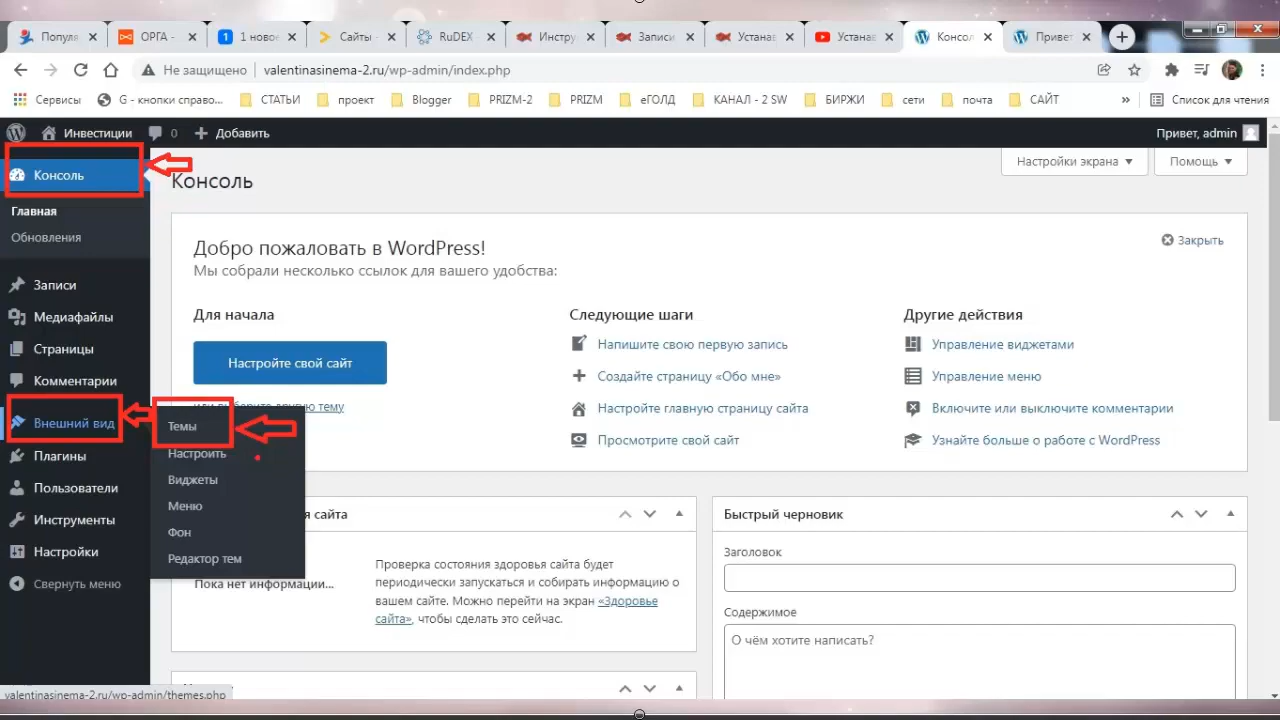 Популя
ОРГА -
1 новое
Сайты -
RuDEX -
Инстру
Записи
Устана
Устана
Консол
Привет
Не защищено
valentinasinema-2.ru/wp-admin/index.php
Сервисы
G - кнопки справо...
СТАТЬИ
проект
Blogger
PRIZM-2
PRIZM
еГОЛД
КАНАЛ - 2 SW
БИРЖИ
сети
почта
САЙТ
»
Список для чтения
Инвестиции
0
Добавить
Привет, admin
Консоль
Главная
Обновления
Записи
Медиафайлы
Страницы
Комментарии
Внешний вид
Плагины
Пользователи
Инструменты
Настройки
Свернуть меню
Темы
Настроить
Виджеты
Меню
Фон
Редактор тем
Настройки экрана
Помощь
Консоль
Добро пожаловать в WordPress!
Мы собрали несколько ссылок для вашего удобства:
Закрыть
Для начала
Настройте свой сайт
или выберите другую тему
Следующие шаги
Напишите свою первую запись
Создайте страницу «Обо мне»
Настройте главную страницу сайта
Просмотрите свой сайт
Другие действия
Управление виджетами
Управление меню
Включите или выключите комментарии
Узнайте больше о работе с WordPress
сайта
Пока нет информации...
Проверка состояния здоровья сайта будет
периодически запускаться и собирать информацию о
вашем сайте. Можно перейти на экран «Здоровье
сайта», чтобы сделать это сейчас.
Быстрый черновик
Заголовок
Содержимое
О чём хотите написать?
valentinasinema-2.ru/wp-admin/themes.php